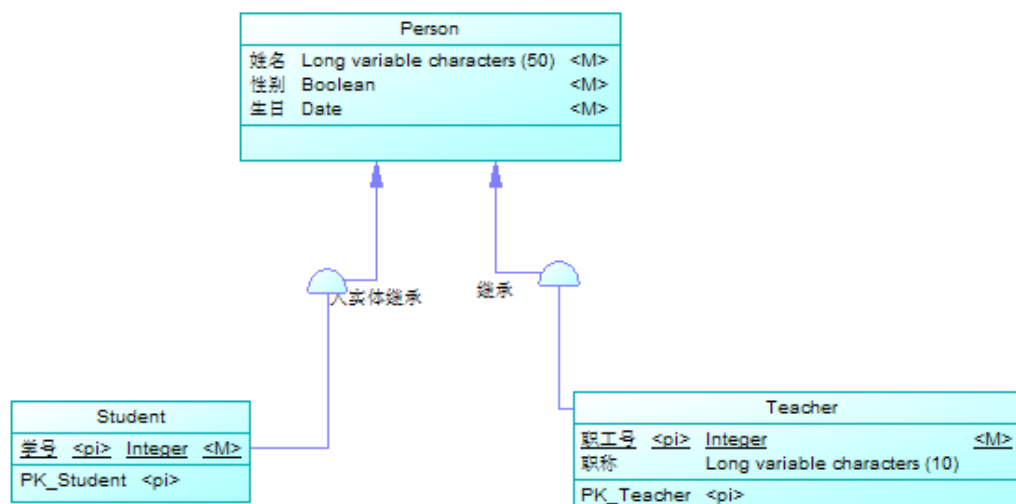 Person
姓名 Long variable characters (50) <M>
性别 Boolean <M>
生日 Date <M>
人实体继承
继承
Student
学号 <pi> Integer <M>
PK_Student <pi>
Teacher
职工号 <pi> Integer <M>
职称 Long variable characters (10)
PK_Teacher <pi>